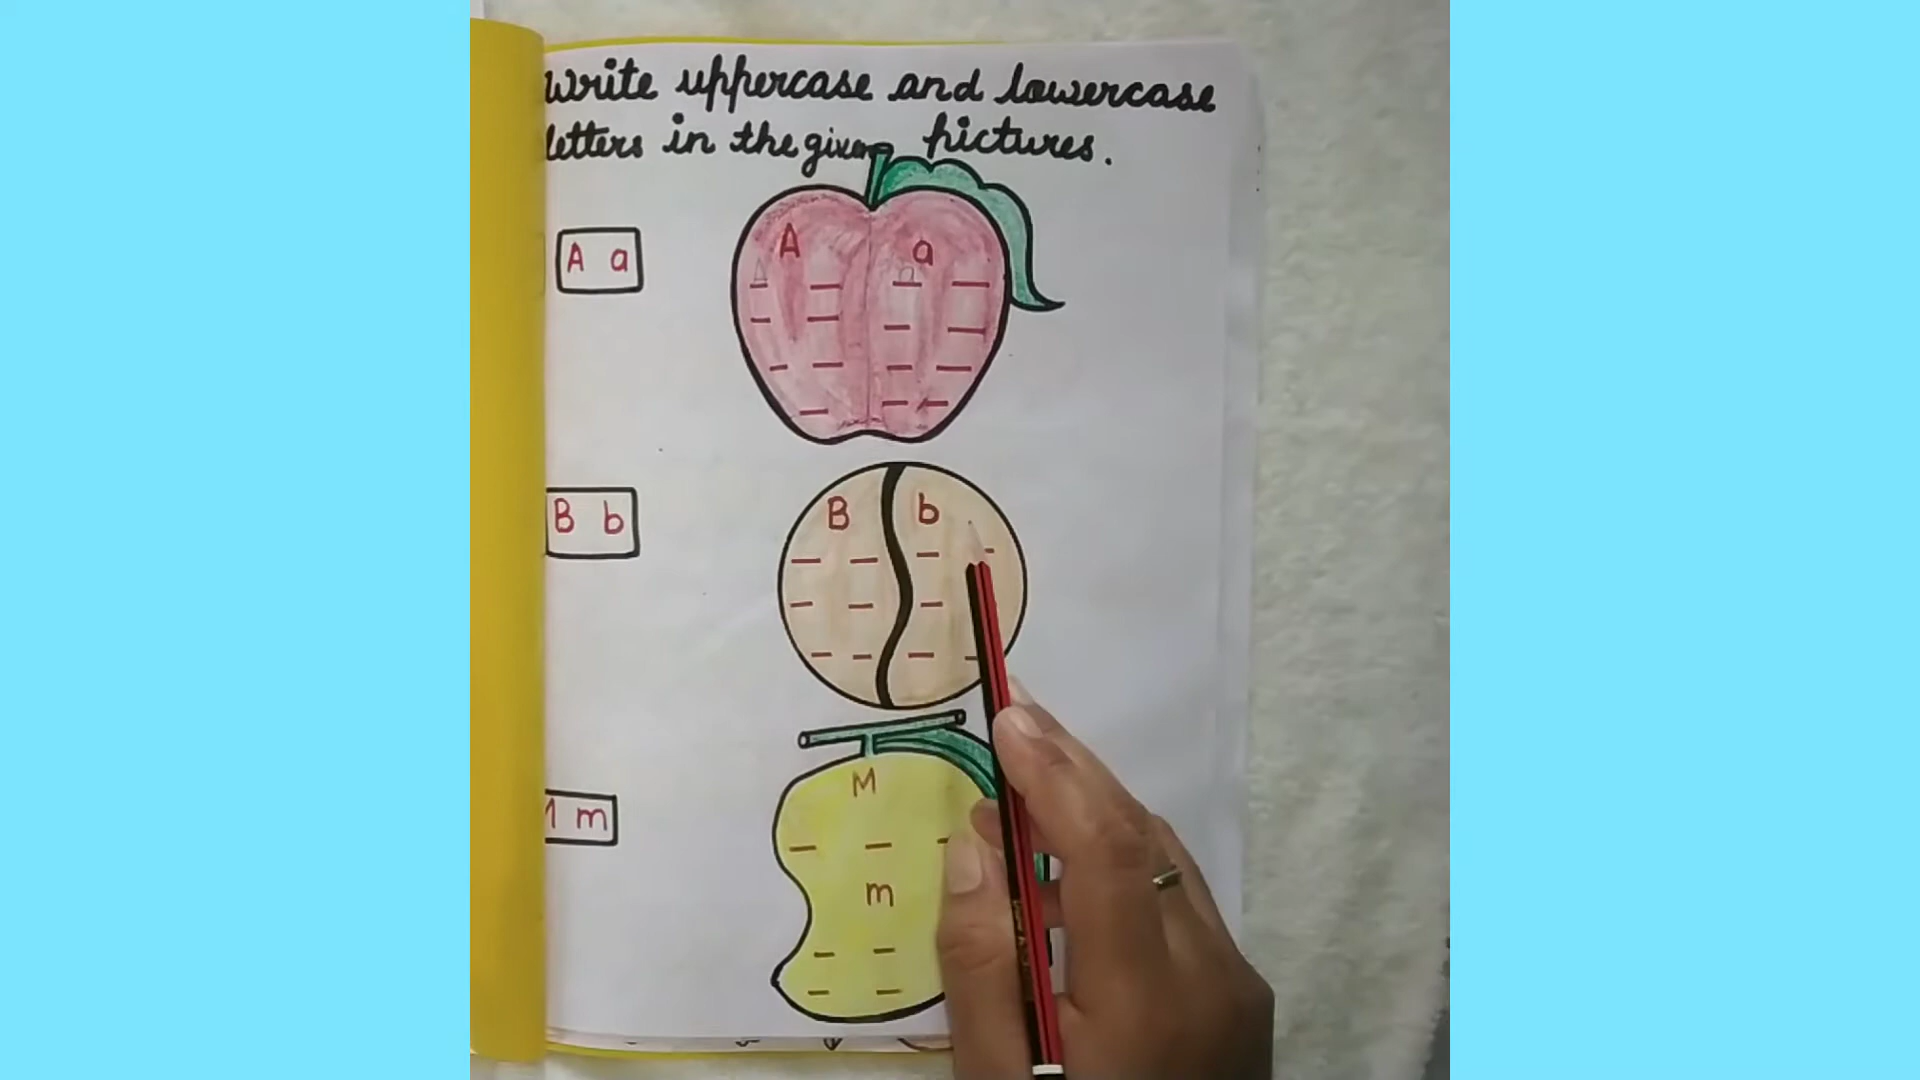 Write uppercase and lowercase
letters in the given pictures.
A a
A a
A a
B b
B b
M
m
m